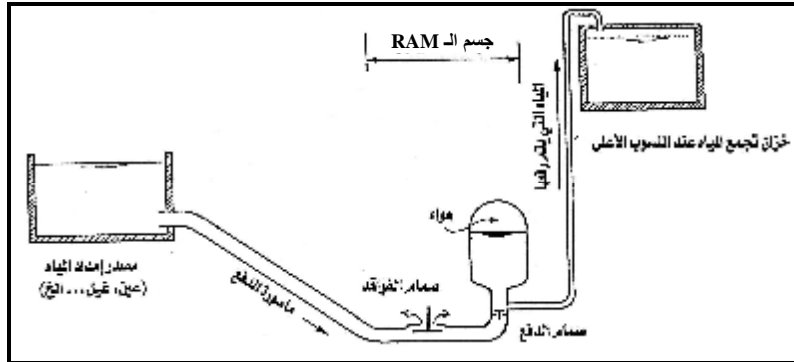 جسم الـ RAM
المياه التي يتم رفعها
خزان تجمع المياه عند المنسوب الأعلى
هواء
مصدر إمداد المياه
(عين، غيل... الخ)
ماسورة الدفع
صمام الفواقد
صمام الدفع